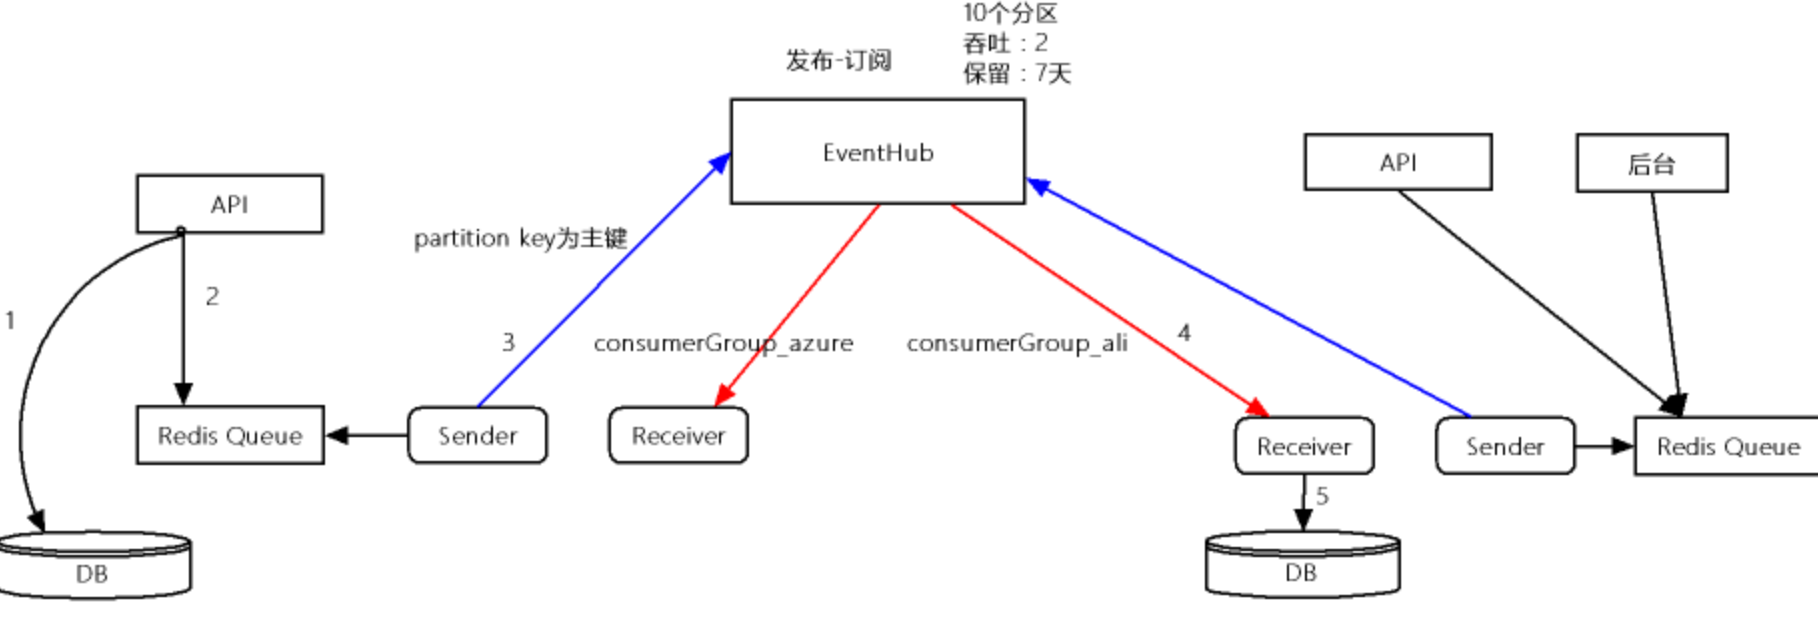 10个分区
吞吐：2
保留：7天
发布-订阅
EventHub
API
后台
API
partition key为主键
1
2
3
consumerGroup_azure
consumerGroup_ali
4
Redis Queue
Sender
Receiver
Receiver
Sender
Redis Queue
5
DB
DB